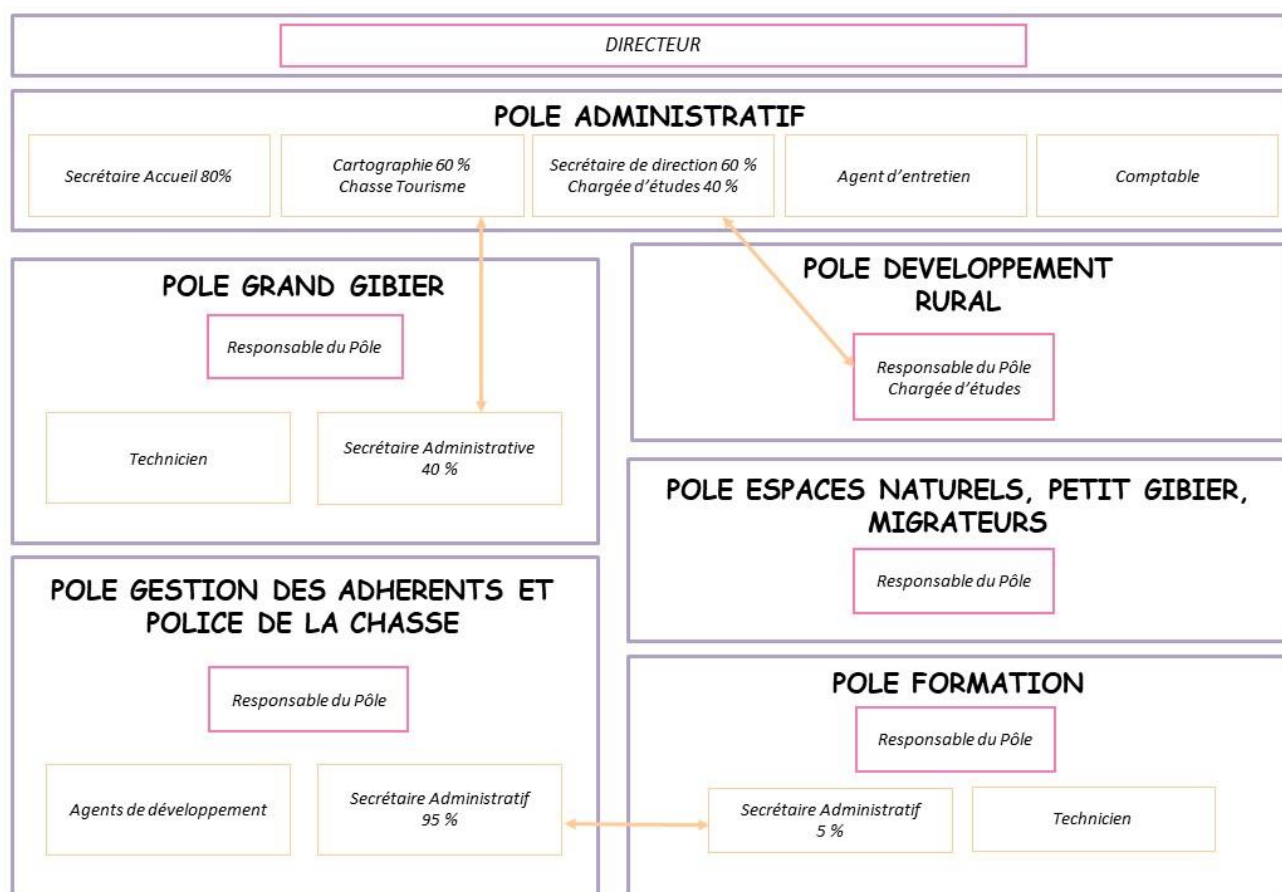 DIRECTEUR
POLE ADMINISTRATIF
Secrétaire Accueil 80%
Cartographie 60 %
Chasse Tourisme
Secrétaire de direction 60 %
Chargée d'études 40 %
Agent d'entretien
Comptable
POLE GRAND GIBIER
Responsable du Pôle
Technicien
Secrétaire Administrative
40 %
POLE DEVELOPPEMENT
RURAL
Responsable du Pôle
Chargée d'études
POLE ESPACES NATURELS, PETIT GIBIER,
MIGRATEURS
Responsable du Pôle
POLE GESTION DES ADHERENTS ET
POLICE DE LA CHASSE
Responsable du Pôle
Agents de développement
Secrétaire Administratif
95 %
POLE FORMATION
Responsable du Pôle
Secrétaire Administratif
5 %
Technicien